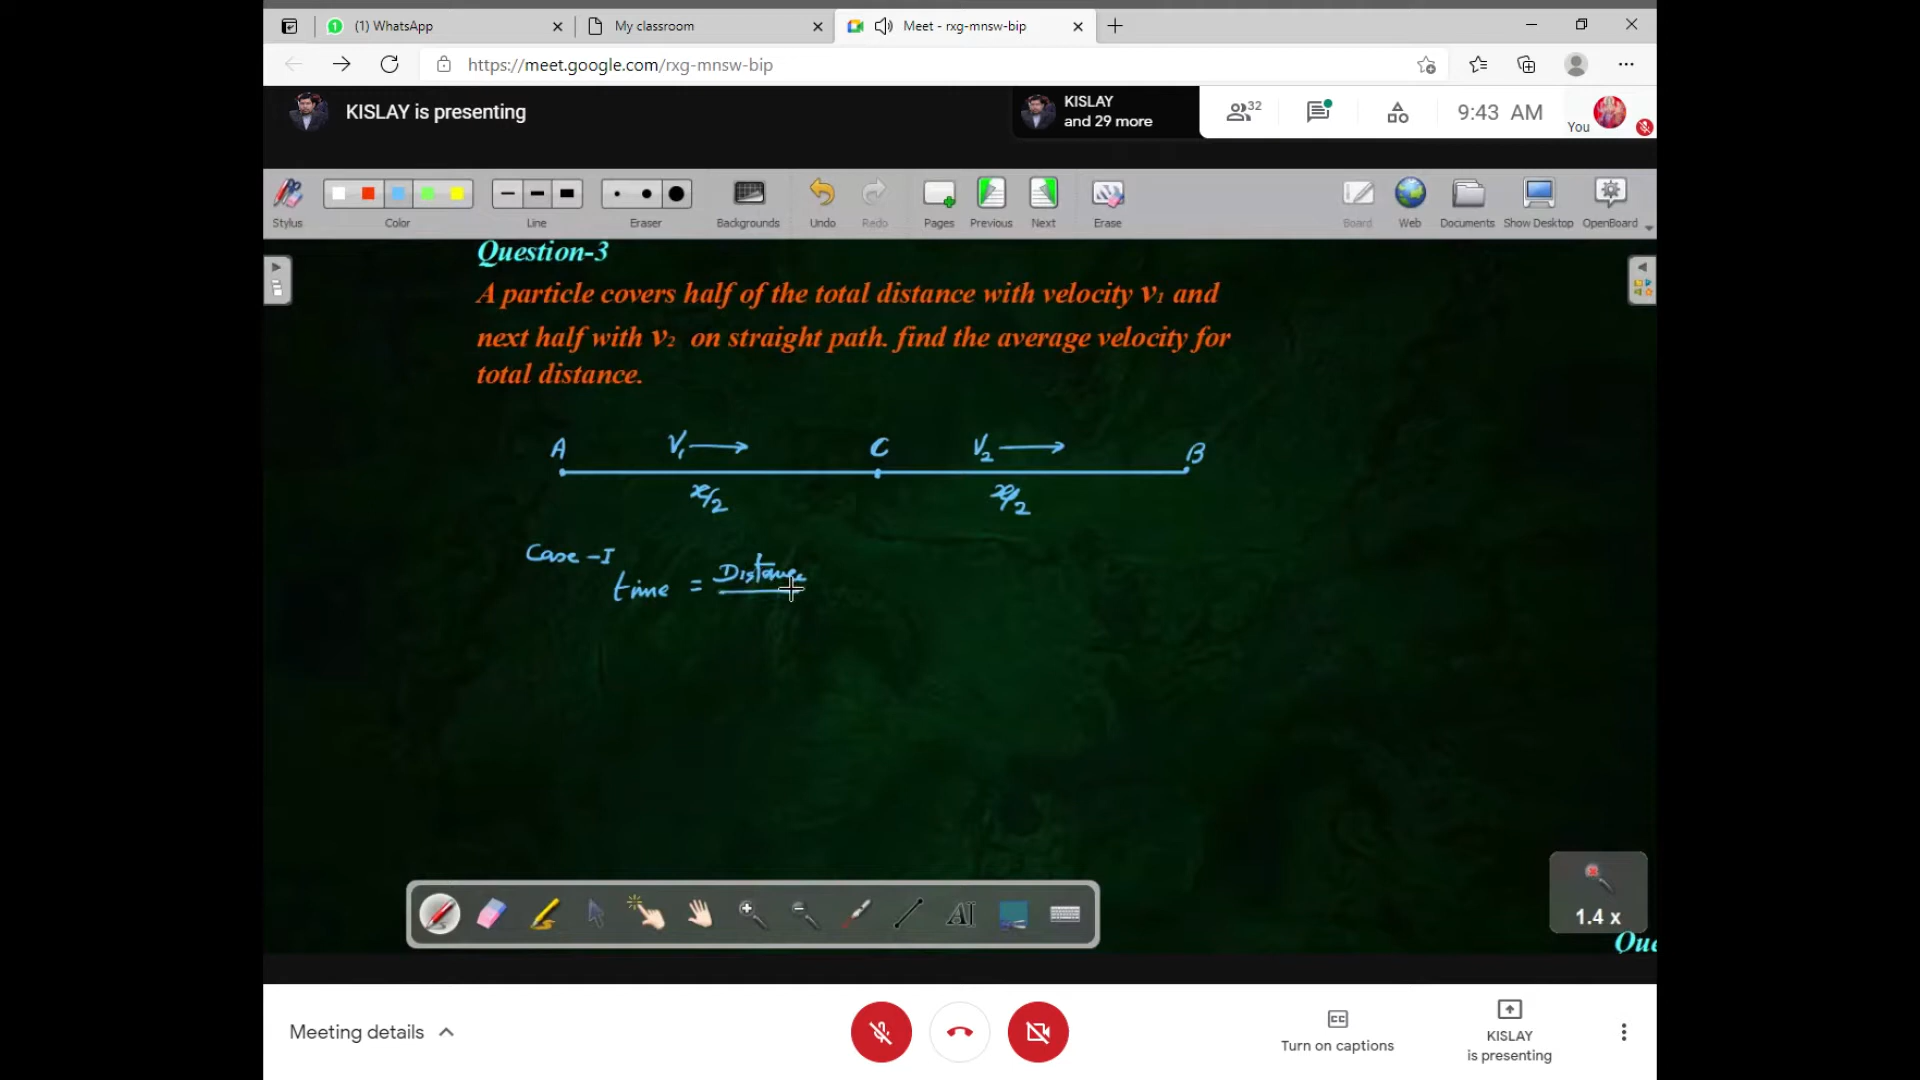 (1) WhatsApp
My classroom
Meet - rxg-mnsw-bip
https://meet.google.com/rxg-mnsw-bip
KISLAY is presenting
KISLAY
and 29 more
32
9:43 AM
You
Stylus
Color
Line
Eraser
Backgrounds
Undo
Redo
Pages
Previous
Next
Erase
Board
Web
Documents
Show Desktop
OpenBoard
Question-3
A particle covers half of the total distance with velocity v₁ and
next half with v₂ on straight path. find the average velocity for
total distance.
A V₁ → C V₂ → B
x/2 x/2
Case -I
time = Distance
1.4 x
Que
Meeting details
CC
Turn on captions
KISLAY
is presenting